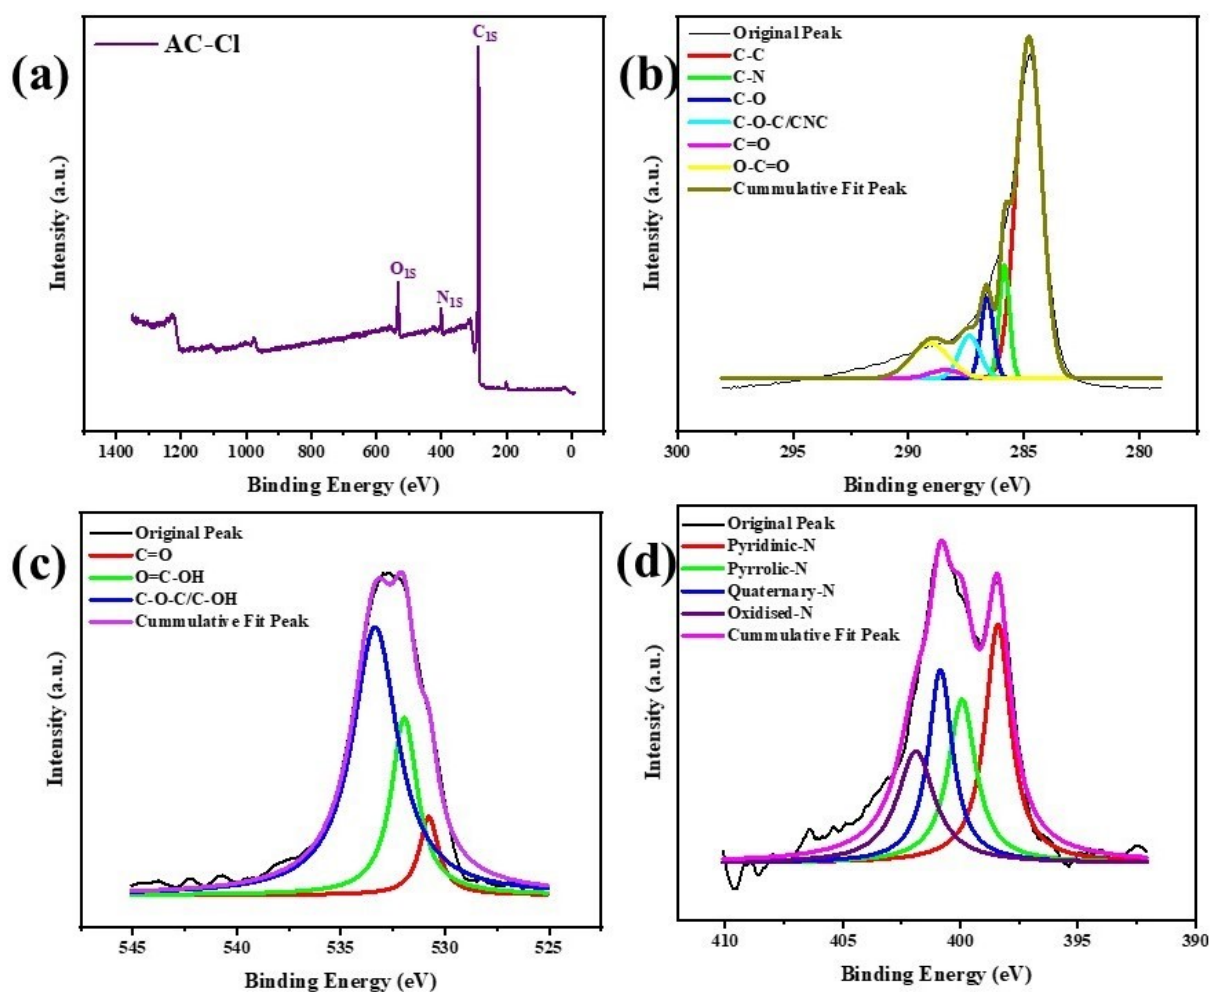 (a)
AC-Cl
C1S
O1S
N1S
Intensity (a.u.)
1400 1200 1000 800 600 400 200 0
Binding Energy (eV)
(b)
Original Peak
C-C
C-N
C-O
C-O-C/CNC
C=O
O-C=O
Cummulative Fit Peak
Intensity (a.u.)
300 295 290 285 280
Binding energy (eV)
(c)
Original Peak
C=O
O=C-OH
C-O-C/C-OH
Cummulative Fit Peak
Intensity (a.u.)
545 540 535 530 525
Binding Energy (eV)
(d)
Original Peak
Pyridinic-N
Pyrrolic-N
Quaternary-N
Oxidised-N
Cummulative Fit Peak
Intensity (a.u.)
410 405 400 395 390
Binding Energy (eV)